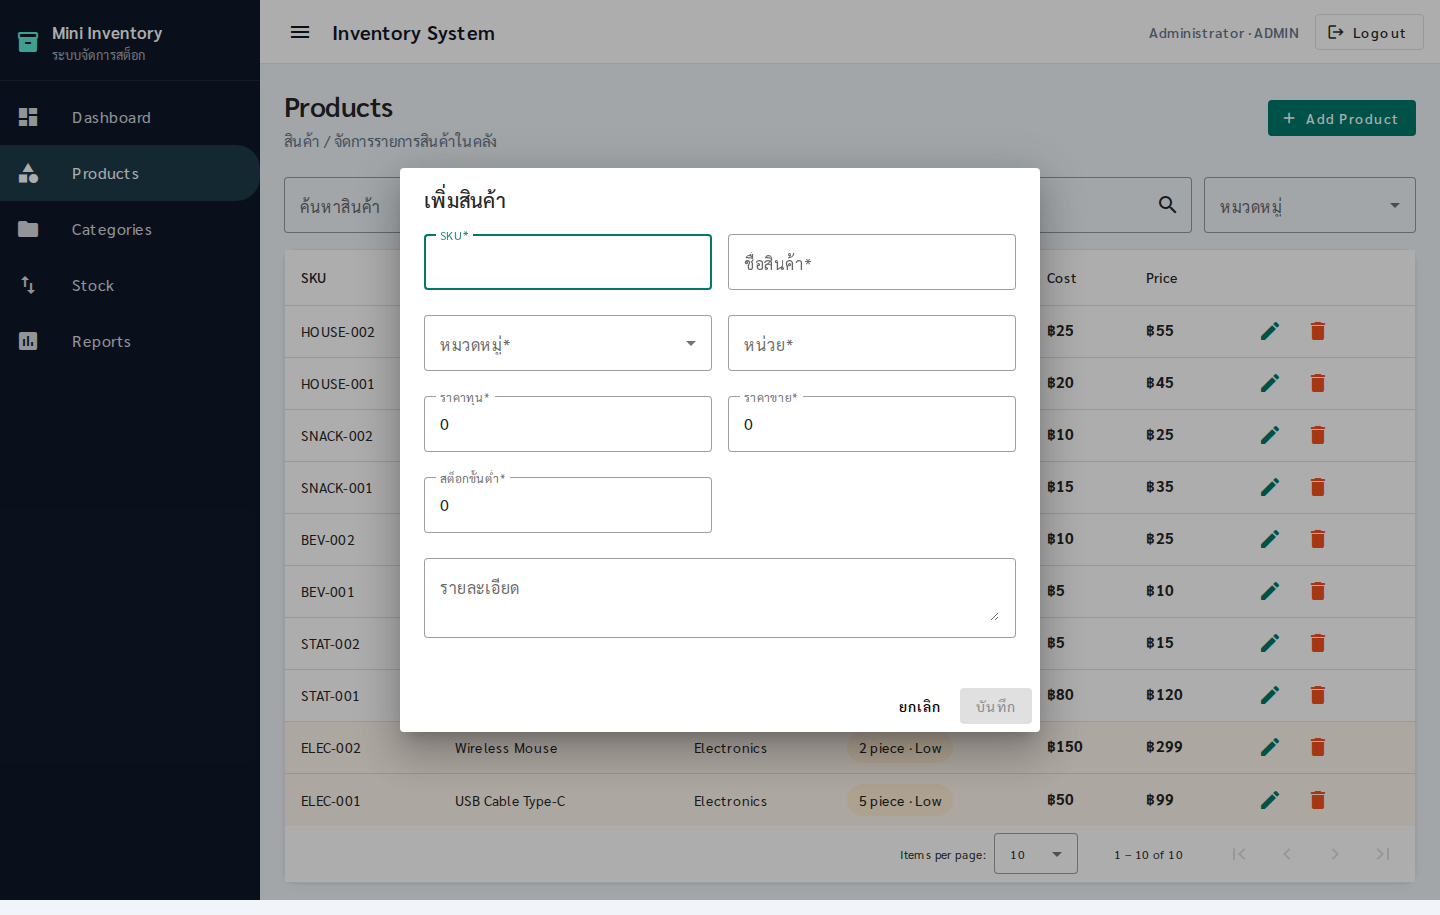 Mini Inventory
ระบบจัดการสต็อก
Dashboard
Products
Categories
Stock
Reports
Inventory System
Administrator · ADMIN
Logout
Products
สินค้า / จัดการรายการสินค้าในคลัง
Add Product
ค้นหาสินค้า
หมวดหมู่
เพิ่มสินค้า
SKU*
ชื่อสินค้า*
หมวดหมู่*
หน่วย*
ราคาทุน*
0
ราคาขาย*
0
สต็อกขั้นต่ำ*
0
รายละเอียด
ยกเลิก
บันทึก
SKU Cost Price
HOUSE-002 ฿25 ฿55
HOUSE-001 ฿20 ฿45
SNACK-002 ฿10 ฿25
SNACK-001 ฿15 ฿35
BEV-002 ฿10 ฿25
BEV-001 ฿5 ฿10
STAT-002 ฿5 ฿15
STAT-001 ฿80 ฿120
ELEC-002 Wireless Mouse Electronics 2 piece · Low ฿150 ฿299
ELEC-001 USB Cable Type-C Electronics 5 piece · Low ฿50 ฿99
Items per page: 10 1 – 10 of 10